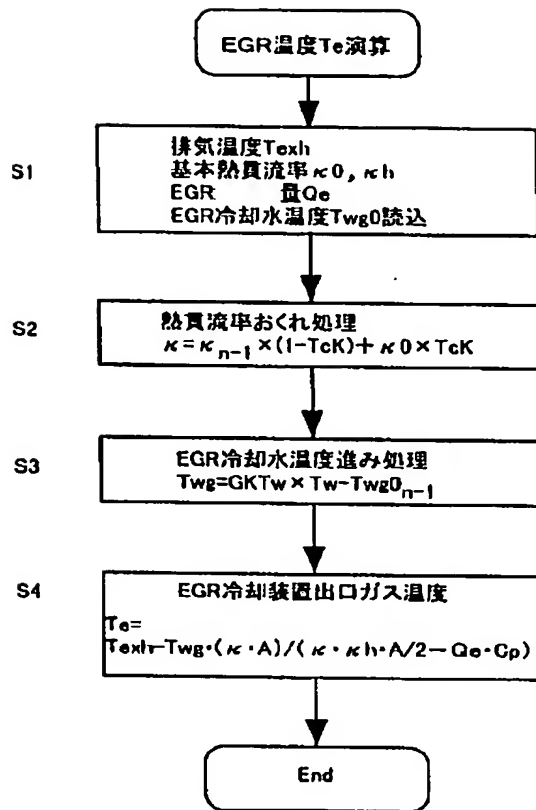 EGR温度Te演算
S1
排気温度Texh
基本熱貫流率κ0, κh
EGR 量Qe
EGR冷却水温度Twg0読込
S2
熱貫流率おくれ処理
κ=κn-1×(1-TcK)+κ0×TcK
S3
EGR冷却水温度進み処理
Twg=GKTw×Tw-Twg0n-1
S4
EGR冷却装置出口ガス温度
Te=
Texh-Twg・(κ・A)/(κ・κh・A/2-Qe・Cp)
End